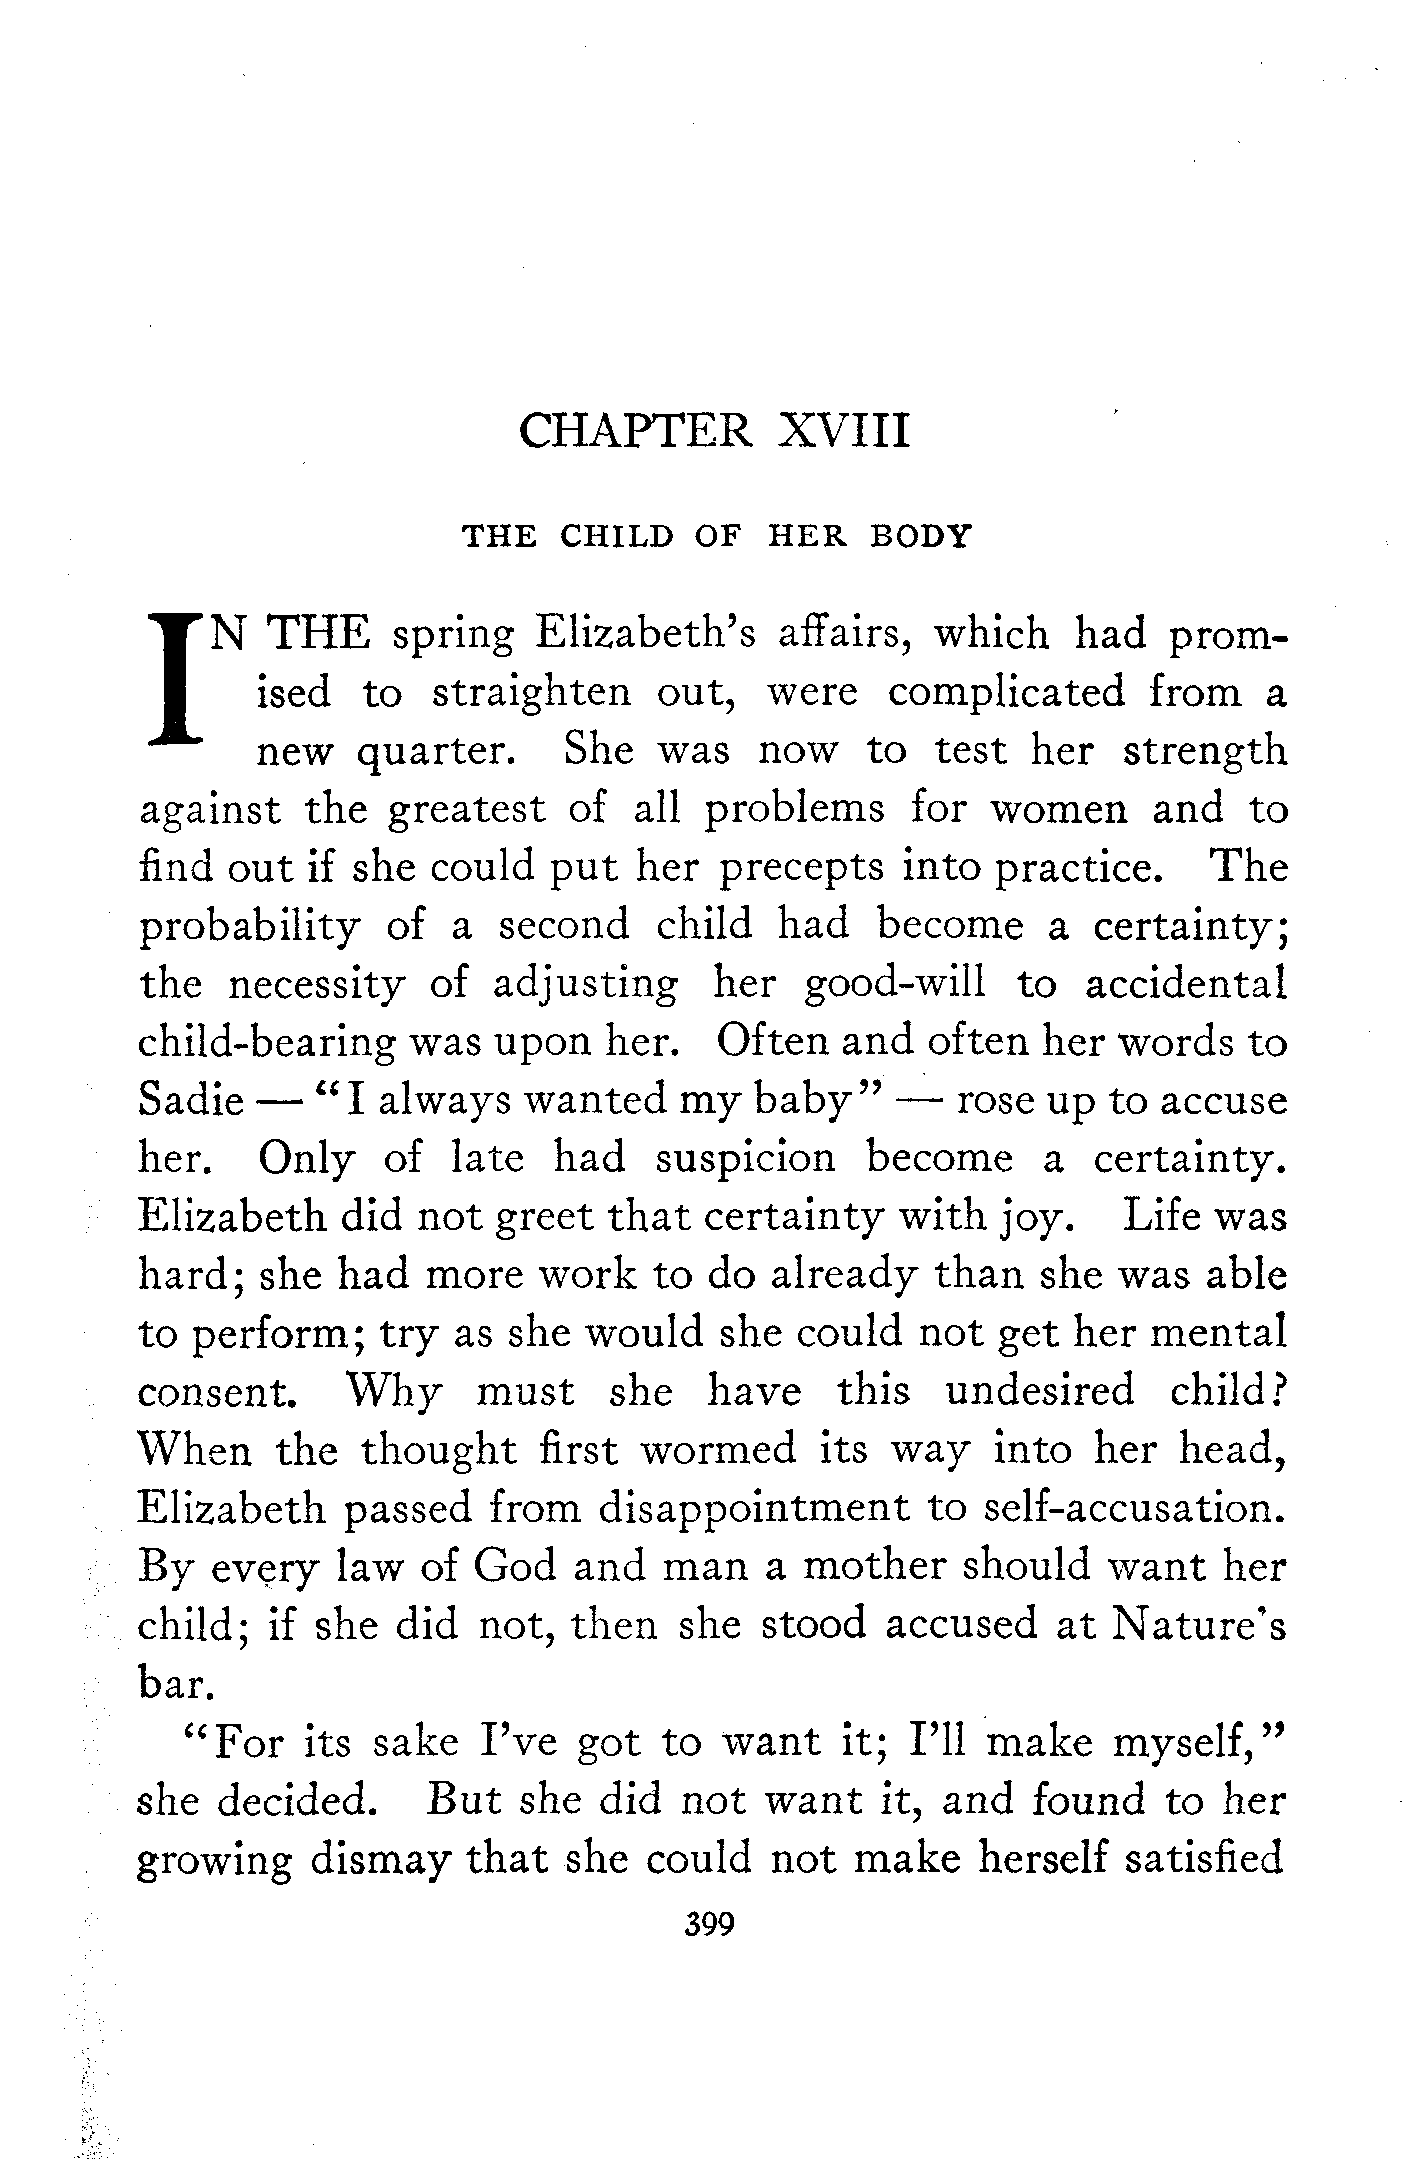 CHAPTER XVIII
THE CHILD OF HER BODY
IN THE spring Elizabeth’s affairs, which had prom-
ised to straighten out, were complicated from a
new quarter. She was now to test her strength
against the greatest of all problems for women and to
find out if she could put her precepts into practice. The
probability of a second child had become a certainty;
the necessity of adjusting her good-will to accidental
child-bearing was upon her. Often and often her words to
Sadie — “I always wanted my baby” — rose up to accuse
her. Only of late had suspicion become a certainty.
Elizabeth did not greet that certainty with joy. Life was
hard; she had more work to do already than she was able
to perform; try as she would she could not get her mental
consent. Why must she have this undesired child?
When the thought first wormed its way into her head,
Elizabeth passed from disappointment to self-accusation.
By every law of God and man a mother should want her
child; if she did not, then she stood accused at Nature’s
bar.
“For its sake I’ve got to want it; I’ll make myself,”
she decided. But she did not want it, and found to her
growing dismay that she could not make herself satisfied
399